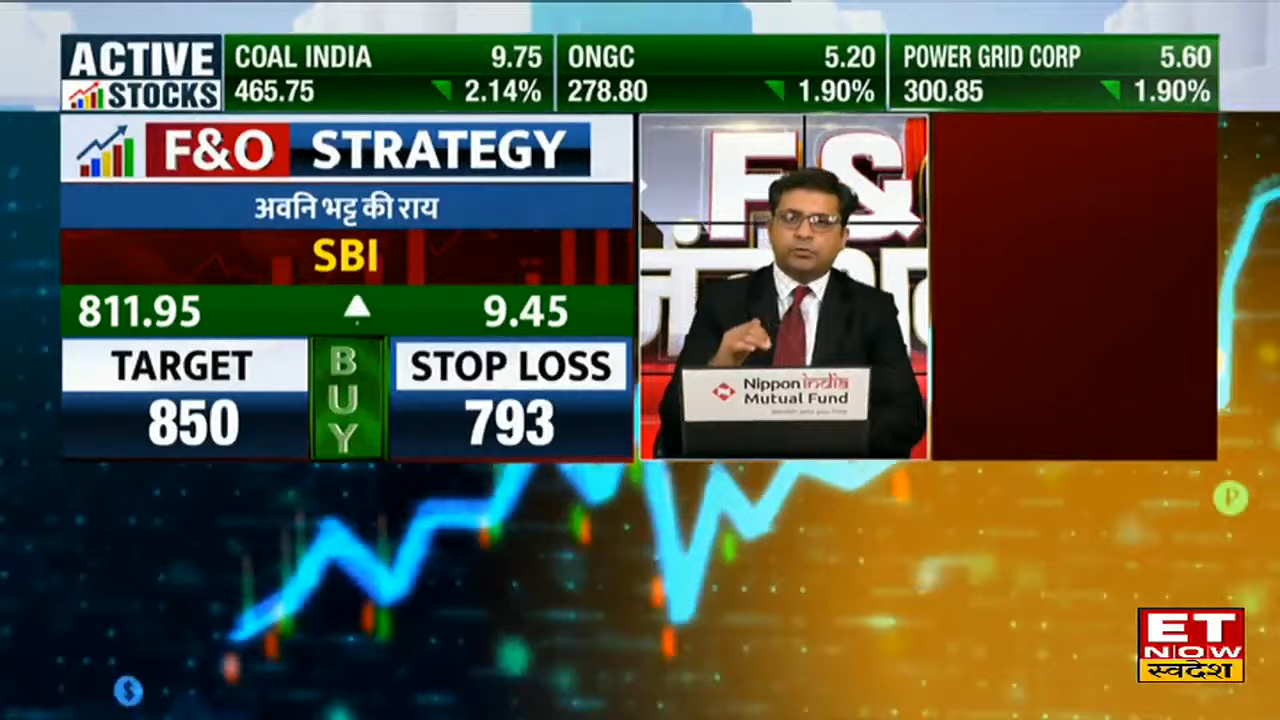 ACTIVE
STOCKS
COAL INDIA 9.75
465.75 2.14%
ONGC 5.20
278.80 1.90%
POWER GRID CORP 5.60
300.85 1.90%
F&O STRATEGY
अवनि भट्ट की राय
SBI
811.95 9.45
TARGET
850
BUY
STOP LOSS
793
F&
Nippon india
Mutual Fund
P
$
ET
NOW
स्वदेश